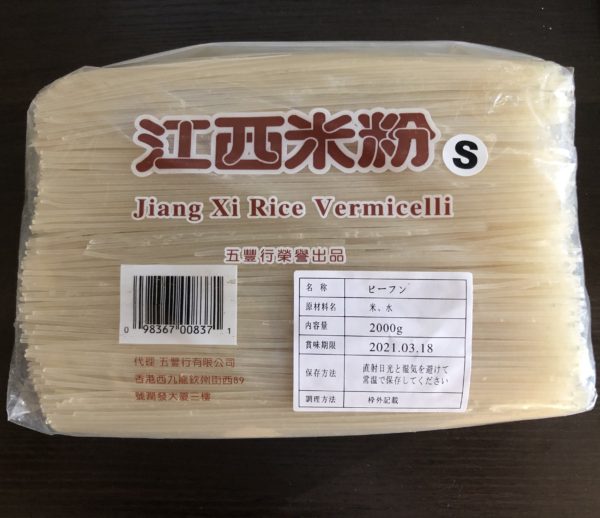 江西米粉
S
Jiang Xi Rice Vermicelli
五豐行榮譽出品
0 98367 00837 1
代理 五豐行有限公司
香港西九龍欽州街西89
號潤發大廈三樓
名称 ビーフン
原材料名 米、水
内容量 2000g
賞味期限 2021.03.18
保存方法 直射日光と湿気を避けて
常温で保存してください
調理方法 枠外記載